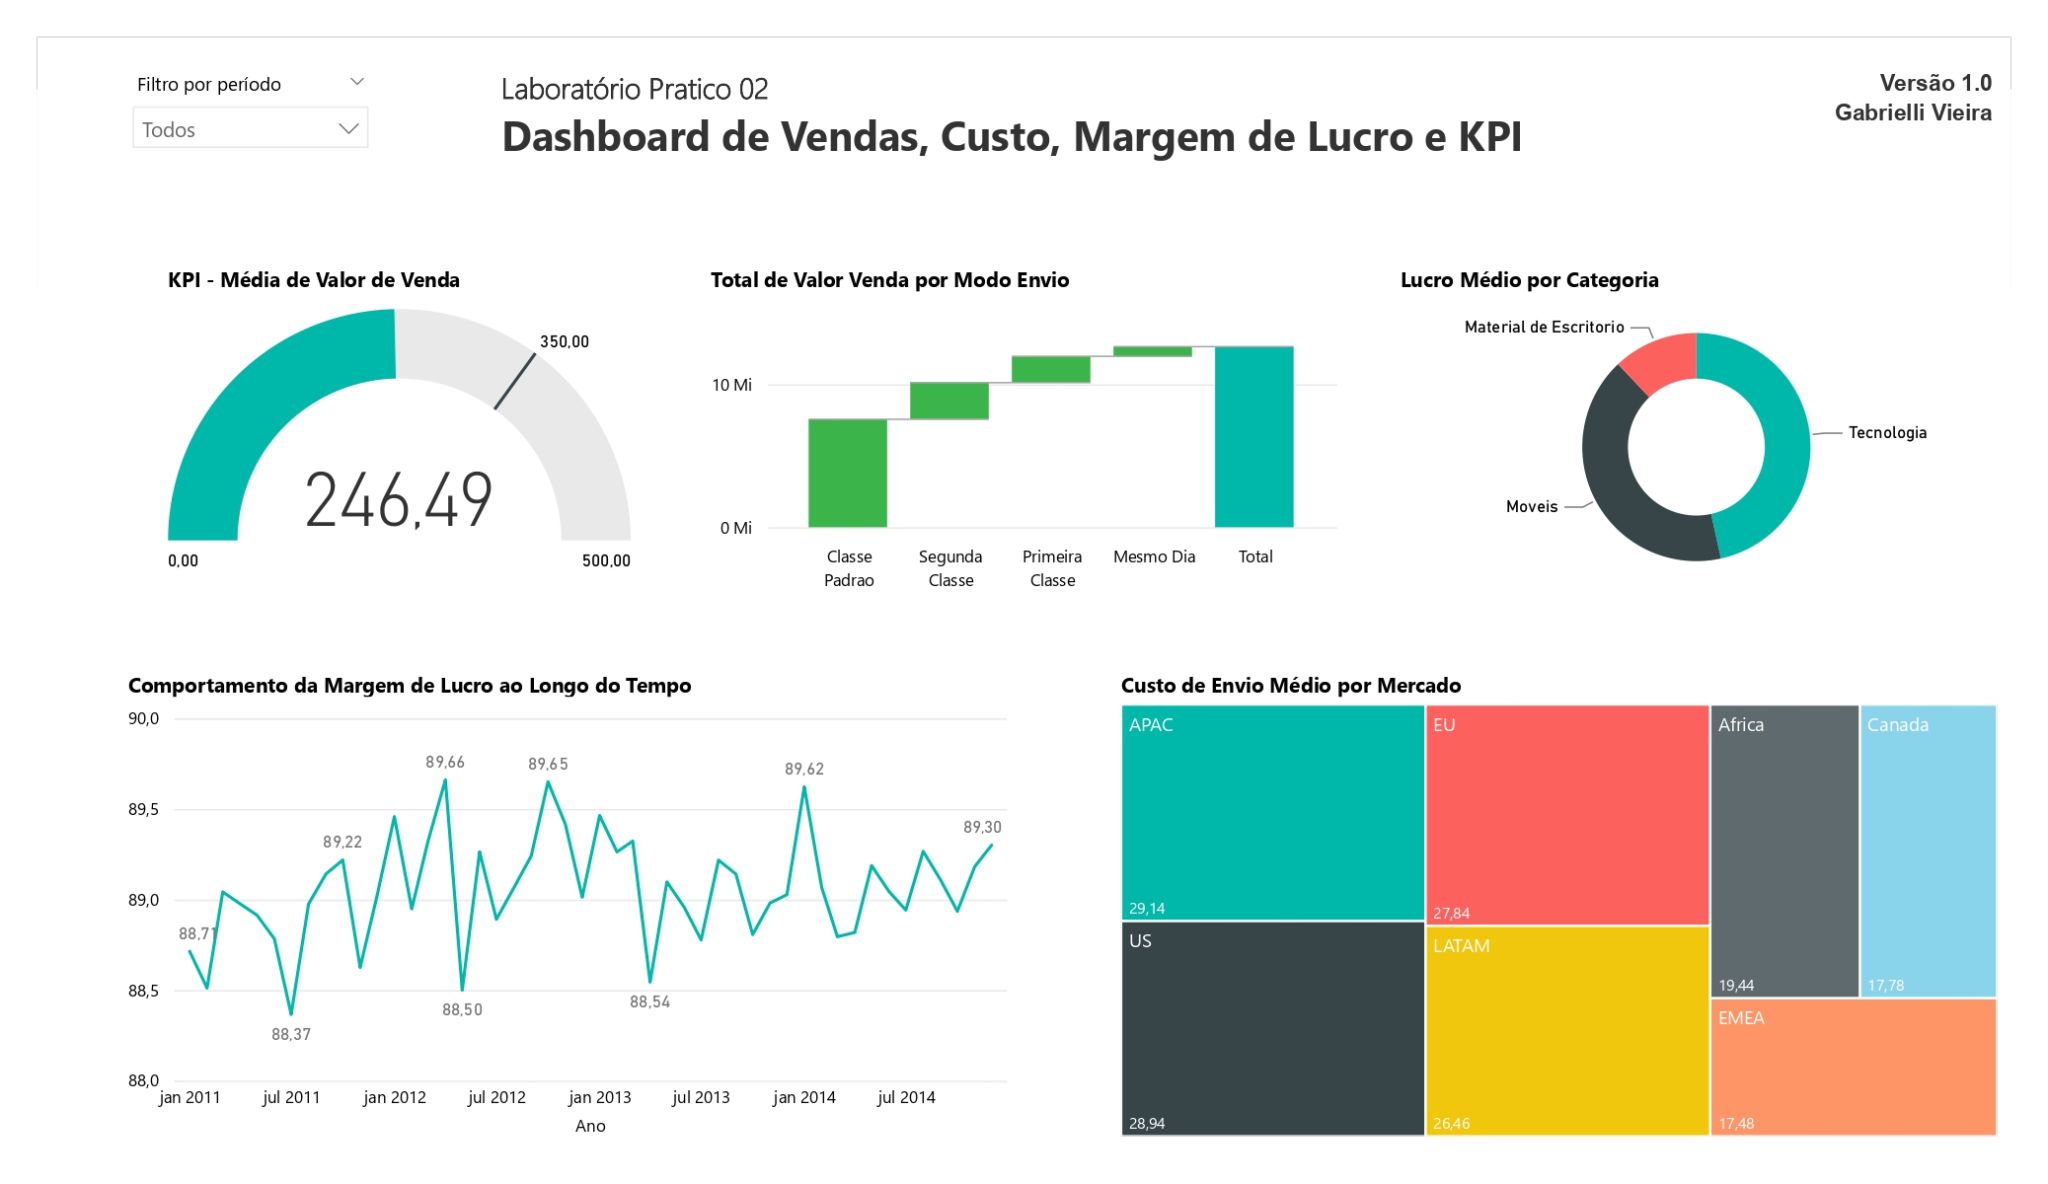 Filtro por período
Todos
Laboratório Pratico 02
Dashboard de Vendas, Custo, Margem de Lucro e KPI
Versão 1.0
Gabrielli Vieira
KPI - Média de Valor de Venda
350,00
246,49
0,00
500,00
Total de Valor Venda por Modo Envio
10 Mi
0 Mi
Classe
Padrao
Segunda
Classe
Primeira
Classe
Mesmo Dia
Total
Lucro Médio por Categoria
Material de Escritorio
Tecnologia
Moveis
Comportamento da Margem de Lucro ao Longo do Tempo
90,0
89,5
89,0
88,5
88,0
88,71
88,37
89,22
89,66
88,50
89,65
88,54
89,62
89,30
jan 2011
jul 2011
jan 2012
jul 2012
jan 2013
jul 2013
jan 2014
jul 2014
Ano
Custo de Envio Médio por Mercado
APAC
29,14
US
28,94
EU
27,84
LATAM
26,46
Africa
19,44
Canada
17,78
EMEA
17,48